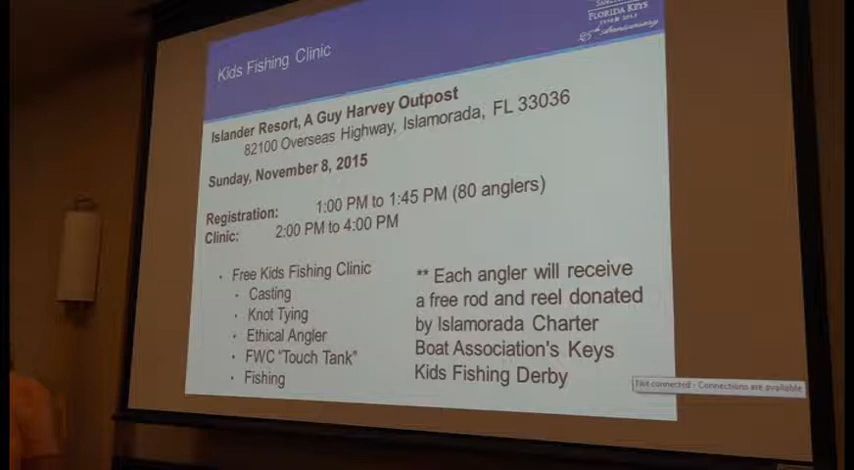 FLORIDA KEYS
25th anniversary
Kids Fishing Clinic
Islander Resort, A Guy Harvey Outpost
82100 Overseas Highway, Islamorada, FL 33036
Sunday, November 8, 2015
Registration: 1:00 PM to 1:45 PM (80 anglers)
Clinic: 2:00 PM to 4:00 PM
• Free Kids Fishing Clinic
• Casting
• Knot Tying
• Ethical Angler
• FWC "Touch Tank"
• Fishing
** Each angler will receive
a free rod and reel donated
by Islamorada Charter
Boat Association's Keys
Kids Fishing Derby
Not connected - Connections are available